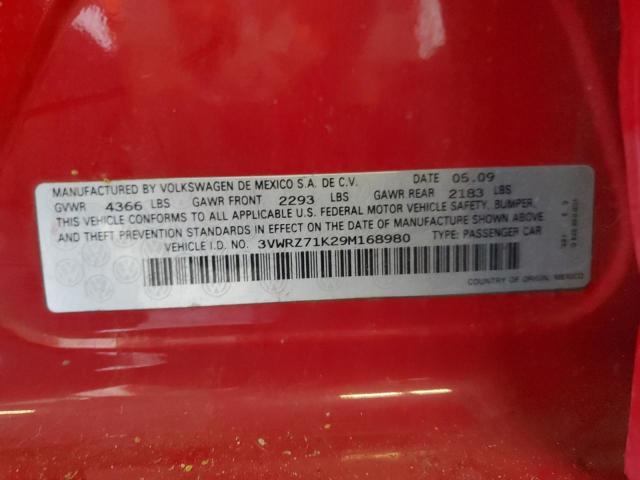 MANUFACTURED BY VOLKSWAGEN DE MEXICO S.A. DE C.V. DATE 05.09
GVWR 4366 LBS GAWR FRONT 2293 LBS GAWR REAR 2183 LBS
THIS VEHICLE CONFORMS TO ALL APPLICABLE U.S. FEDERAL MOTOR VEHICLE SAFETY, BUMPER,
AND THEFT PREVENTION STANDARDS IN EFFECT ON THE DATE OF MANUFACTURE SHOWN ABOVE.
VEHICLE I.D. NO. 3VWRZ71K29M168980 TYPE: PASSENGER CAR
COUNTRY OF ORIGIN, MEXICO